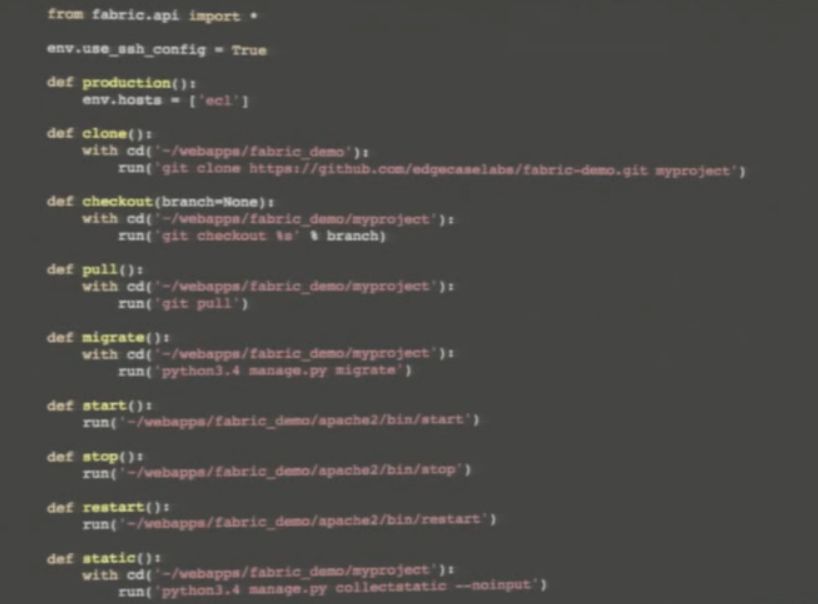 from fabric.api import *
env.use_ssh_config = True
def production():
env.hosts = ['ecl']
def clone():
with cd('~/webapps/fabric_demo'):
run('git clone https://github.com/edgecaselabs/fabric-demo.git myproject')
def checkout(branch=None):
with cd('~/webapps/fabric_demo/myproject'):
run('git checkout %s' % branch)
def pull():
with cd('~/webapps/fabric_demo/myproject'):
run('git pull')
def migrate():
with cd('~/webapps/fabric_demo/myproject'):
run('python3.4 manage.py migrate')
def start():
run('~/webapps/fabric_demo/apache2/bin/start')
def stop():
run('~/webapps/fabric_demo/apache2/bin/stop')
def restart():
run('~/webapps/fabric_demo/apache2/bin/restart')
def static():
with cd('~/webapps/fabric_demo/myproject'):
run('python3.4 manage.py collectstatic --noinput')